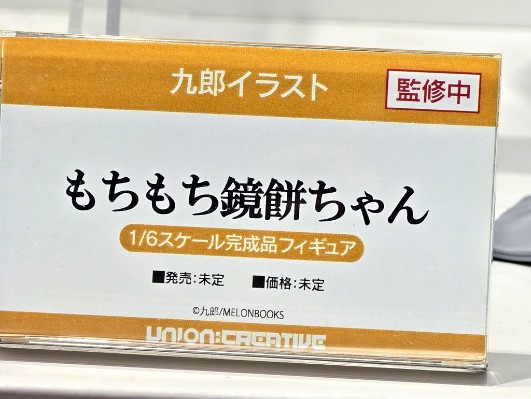 九郎イラスト
監修中
もちもち鏡餅ちゃん
1/6スケール完成品フィギュア
■発売:未定 ■価格:未定
©九郎/MELONBOOKS
UNION:CREATIVE